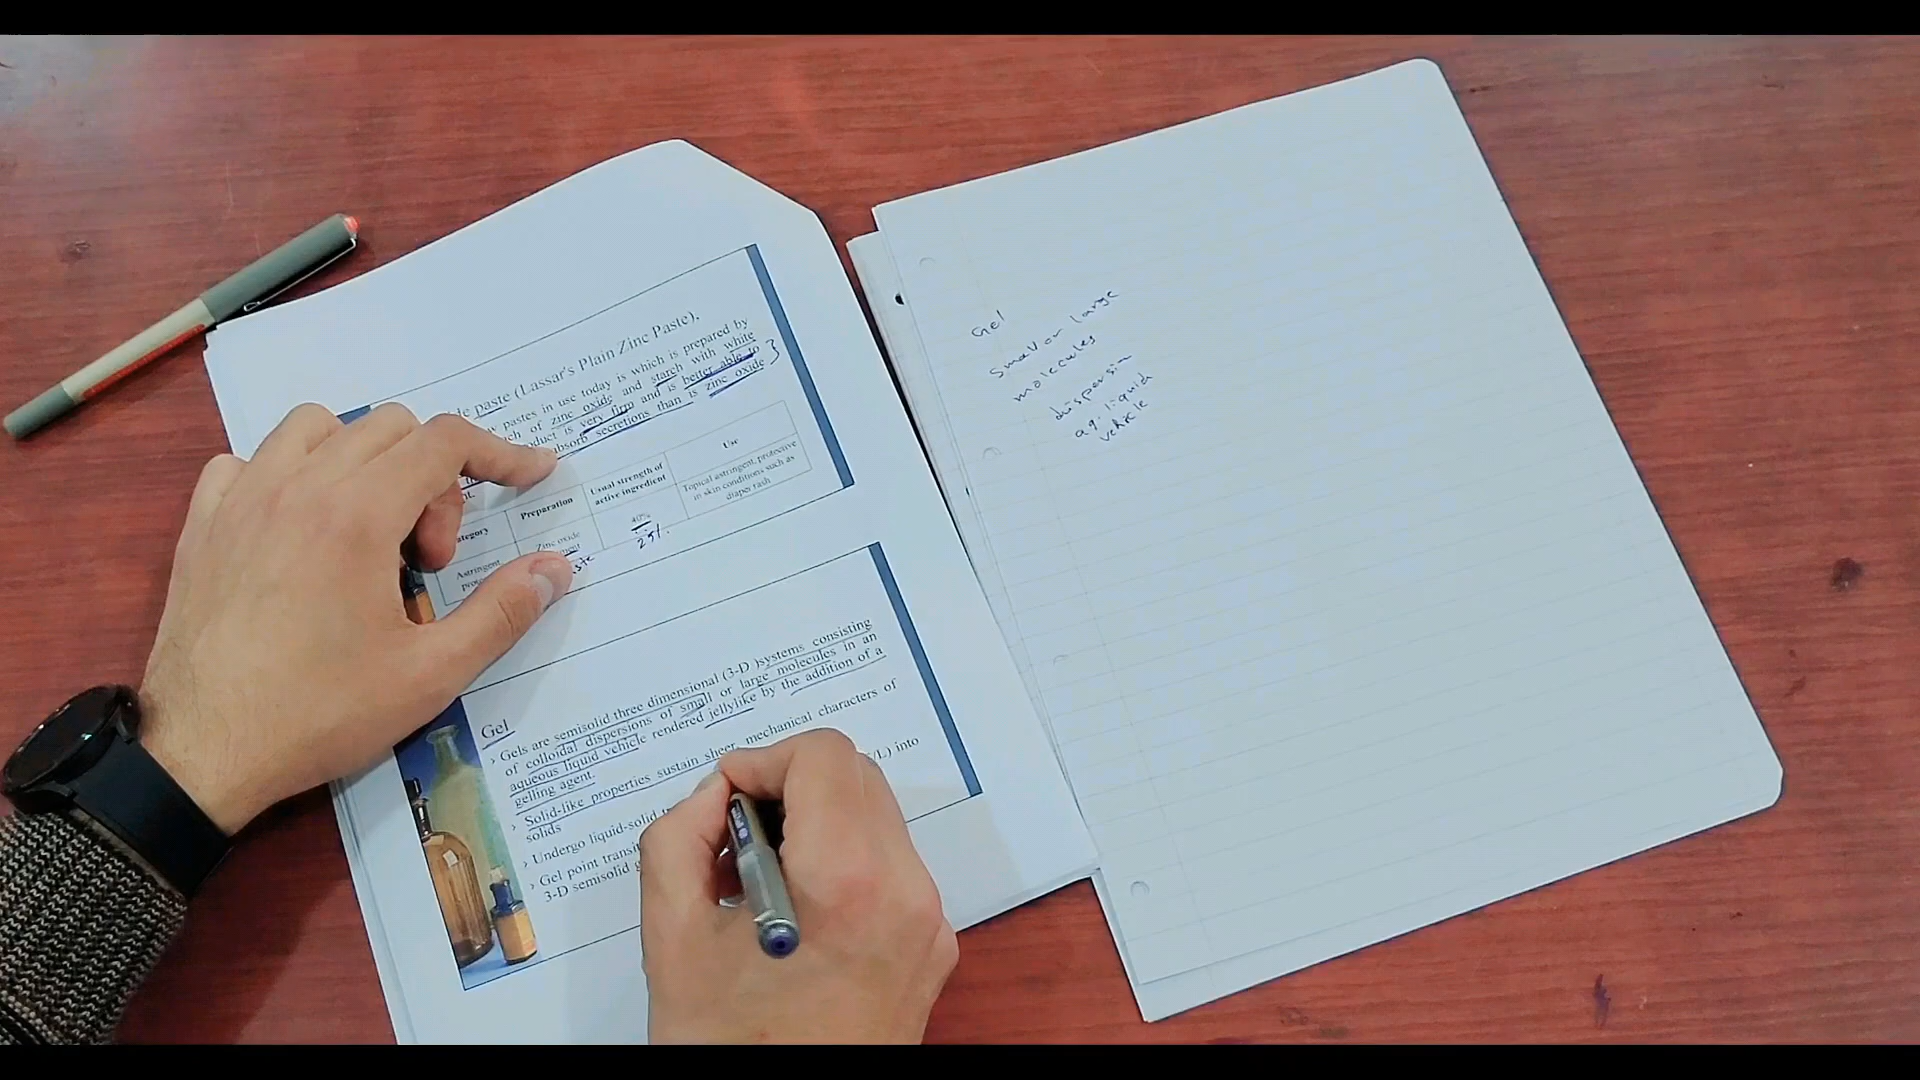 de paste (Lassar's Plain Zinc Paste).
pastes in use today is which is prepared by
of zinc oxide and starch with white
product is very firm and is better able to
absorb secretions than is zinc oxide
Category Preparation Usual strength of active ingredient Use
Astringent Zinc oxide 40% Topical astringent, protective
in skin conditions such as
diaper rash
25%
Gel
› Gels are semisolid three dimensional (3-D )systems consisting
of colloidal dispersions of small or large molecules in an
aqueous liquid vehicle rendered jellylike by the addition of a
gelling agent.
› Solid-like properties sustain sheer, mechanical characters of
solids
› Undergo liquid-solid
› Gel point into
3-D semisolid
Gel
Small or large
molecules
dispersion
aq. liquid
vehicle